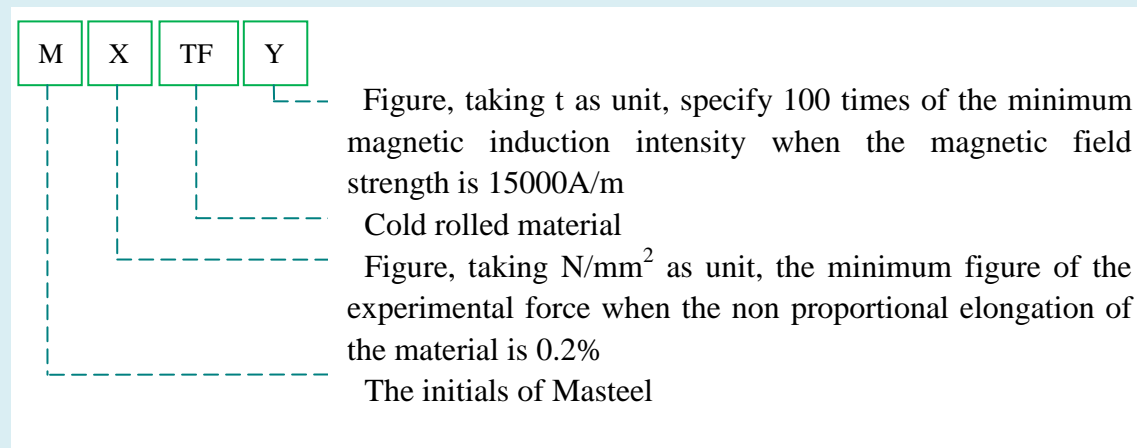 M X TF Y
Figure, taking t as unit, specify 100 times of the minimum
magnetic induction intensity when the magnetic field
strength is 15000A/m
Cold rolled material
Figure, taking N/mm² as unit, the minimum figure of the
experimental force when the non proportional elongation of
the material is 0.2%
The initials of Masteel